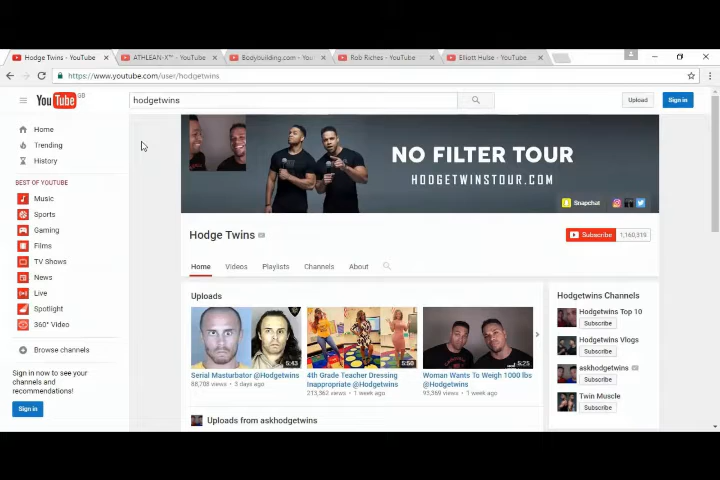 Hodge Twins - YouTube
ATHLEAN-X™ - YouTube
Bodybuilding.com - You
Rob Riches - YouTube
Elliott Hulse - YouTube
https://www.youtube.com/user/hodgetwins
YouTube GB
hodgetwins
Upload
Sign in
Home
Trending
History
BEST OF YOUTUBE
Music
Sports
Gaming
Films
TV Shows
News
Live
Spotlight
360° Video
Browse channels
Sign in now to see your
channels and
recommendations!
Sign in
NO FILTER TOUR
HODGETWINSTOUR.COM
Snapchat
Hodge Twins
Subscribe 1,160,319
Home Videos Playlists Channels About
Uploads
5:43
Serial Masturbator @Hodgetwins
88,708 views • 3 days ago
5:50
4th Grade Teacher Dressing
Inappropriate @Hodgetwins
213,362 views • 1 week ago
5:25
Woman Wants To Weigh 1000 lbs
@Hodgetwins
93,369 views • 1 week ago
Uploads from askhodgetwins
Hodgetwins Channels
Hodgetwins Top 10
Subscribe
Hodgetwins Vlogs
Subscribe
askhodgetwins
Subscribe
Twin Muscle
Subscribe